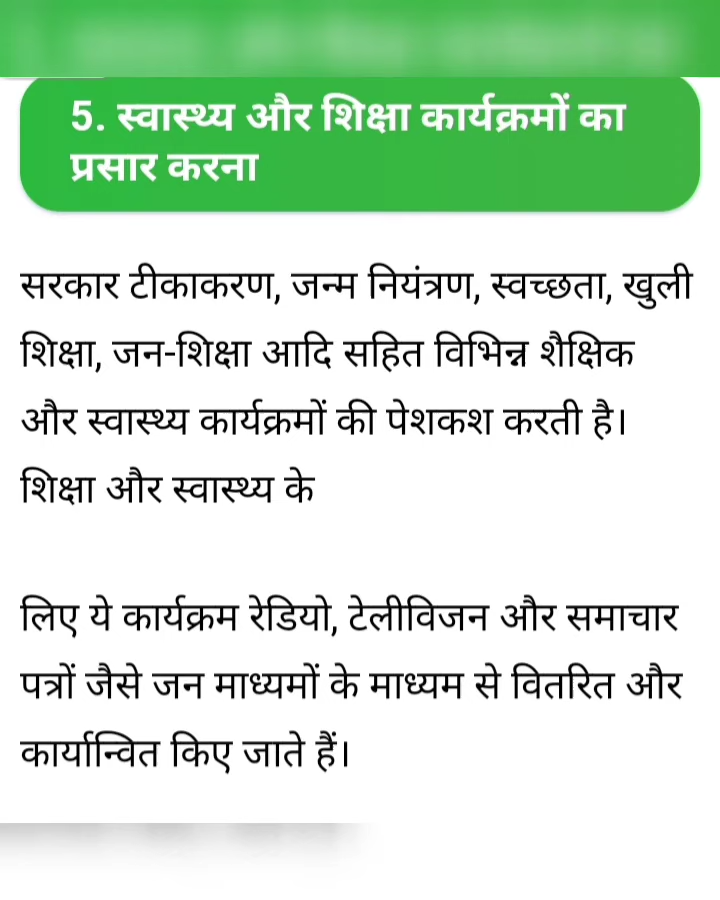 5. स्वास्थ्य और शिक्षा कार्यक्रमों का
प्रसार करना
सरकार टीकाकरण, जन्म नियंत्रण, स्वच्छता, खुली
शिक्षा, जन-शिक्षा आदि सहित विभिन्न शैक्षिक
और स्वास्थ्य कार्यक्रमों की पेशकश करती है।
शिक्षा और स्वास्थ्य के
लिए ये कार्यक्रम रेडियो, टेलीविजन और समाचार
पत्रों जैसे जन माध्यमों के माध्यम से वितरित और
कार्यान्वित किए जाते हैं।